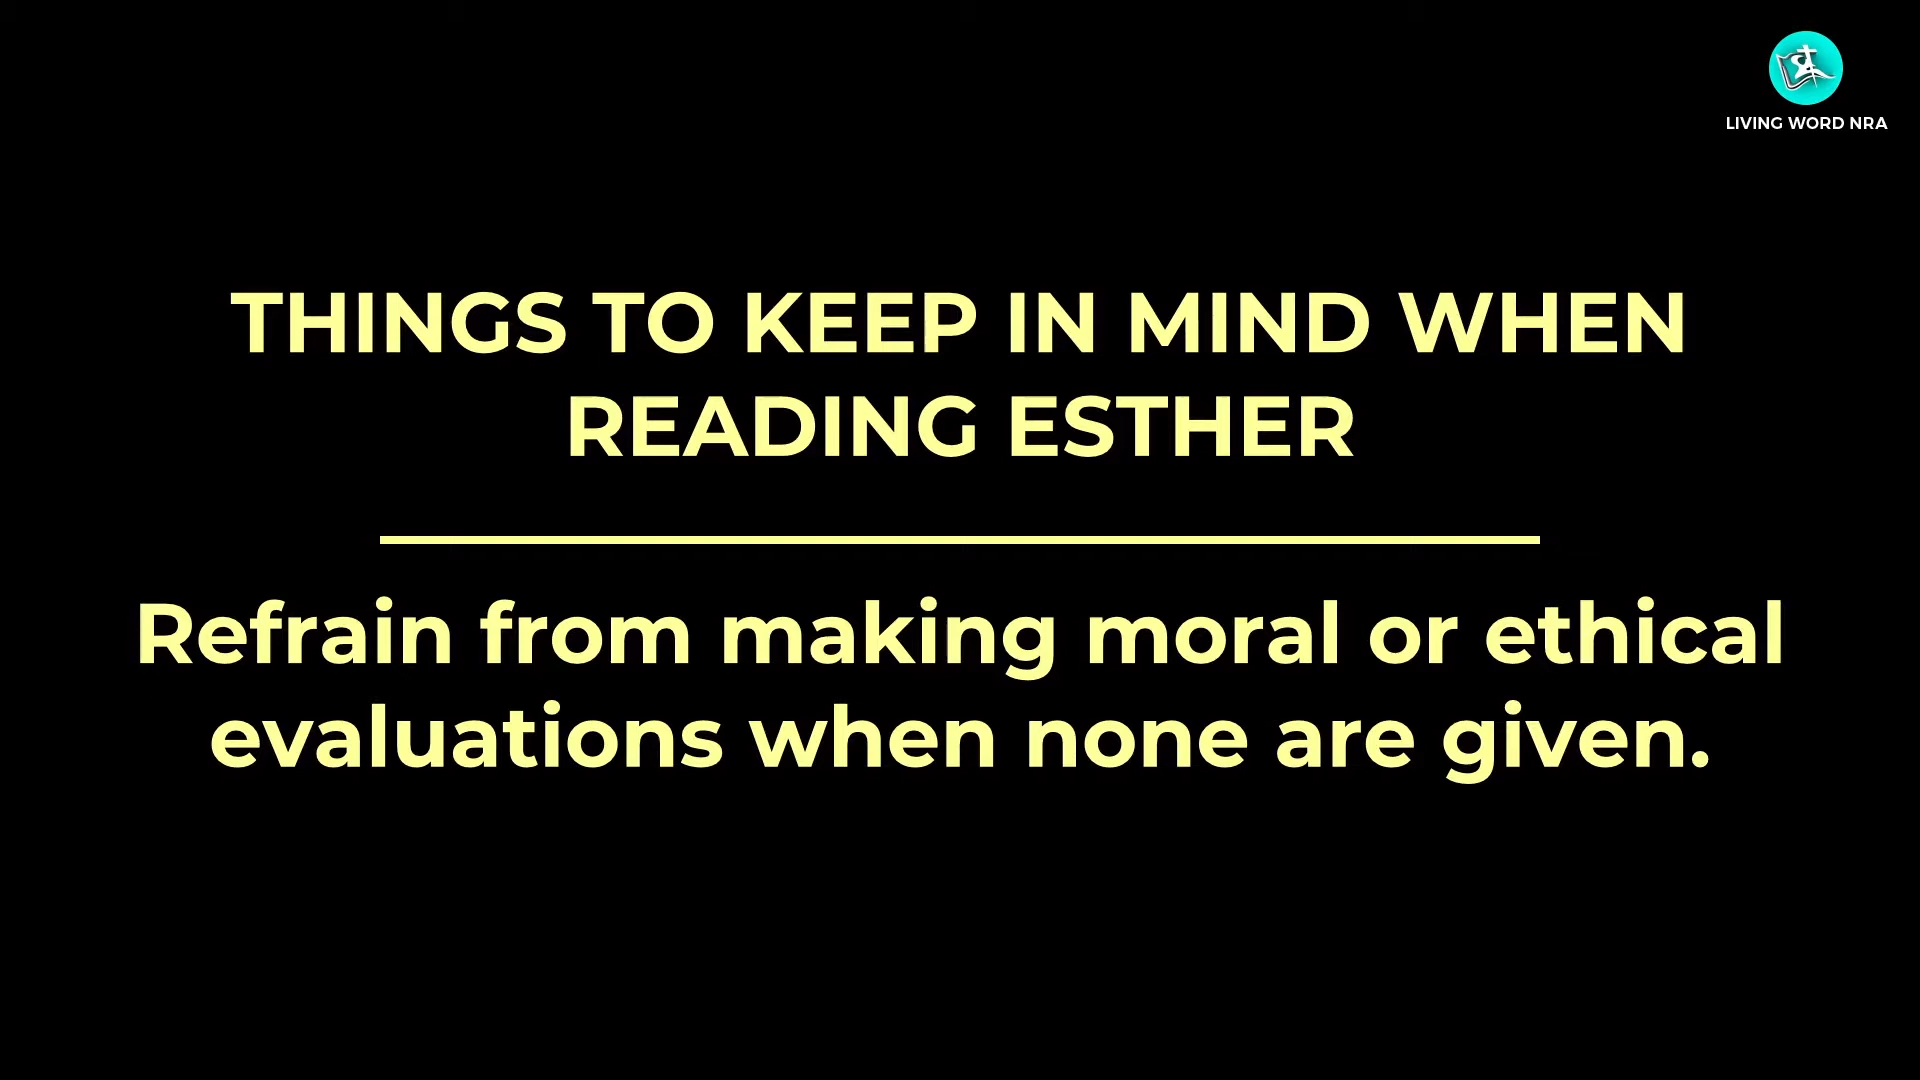 LIVING WORD NRA
THINGS TO KEEP IN MIND WHEN
READING ESTHER
Refrain from making moral or ethical
evaluations when none are given.